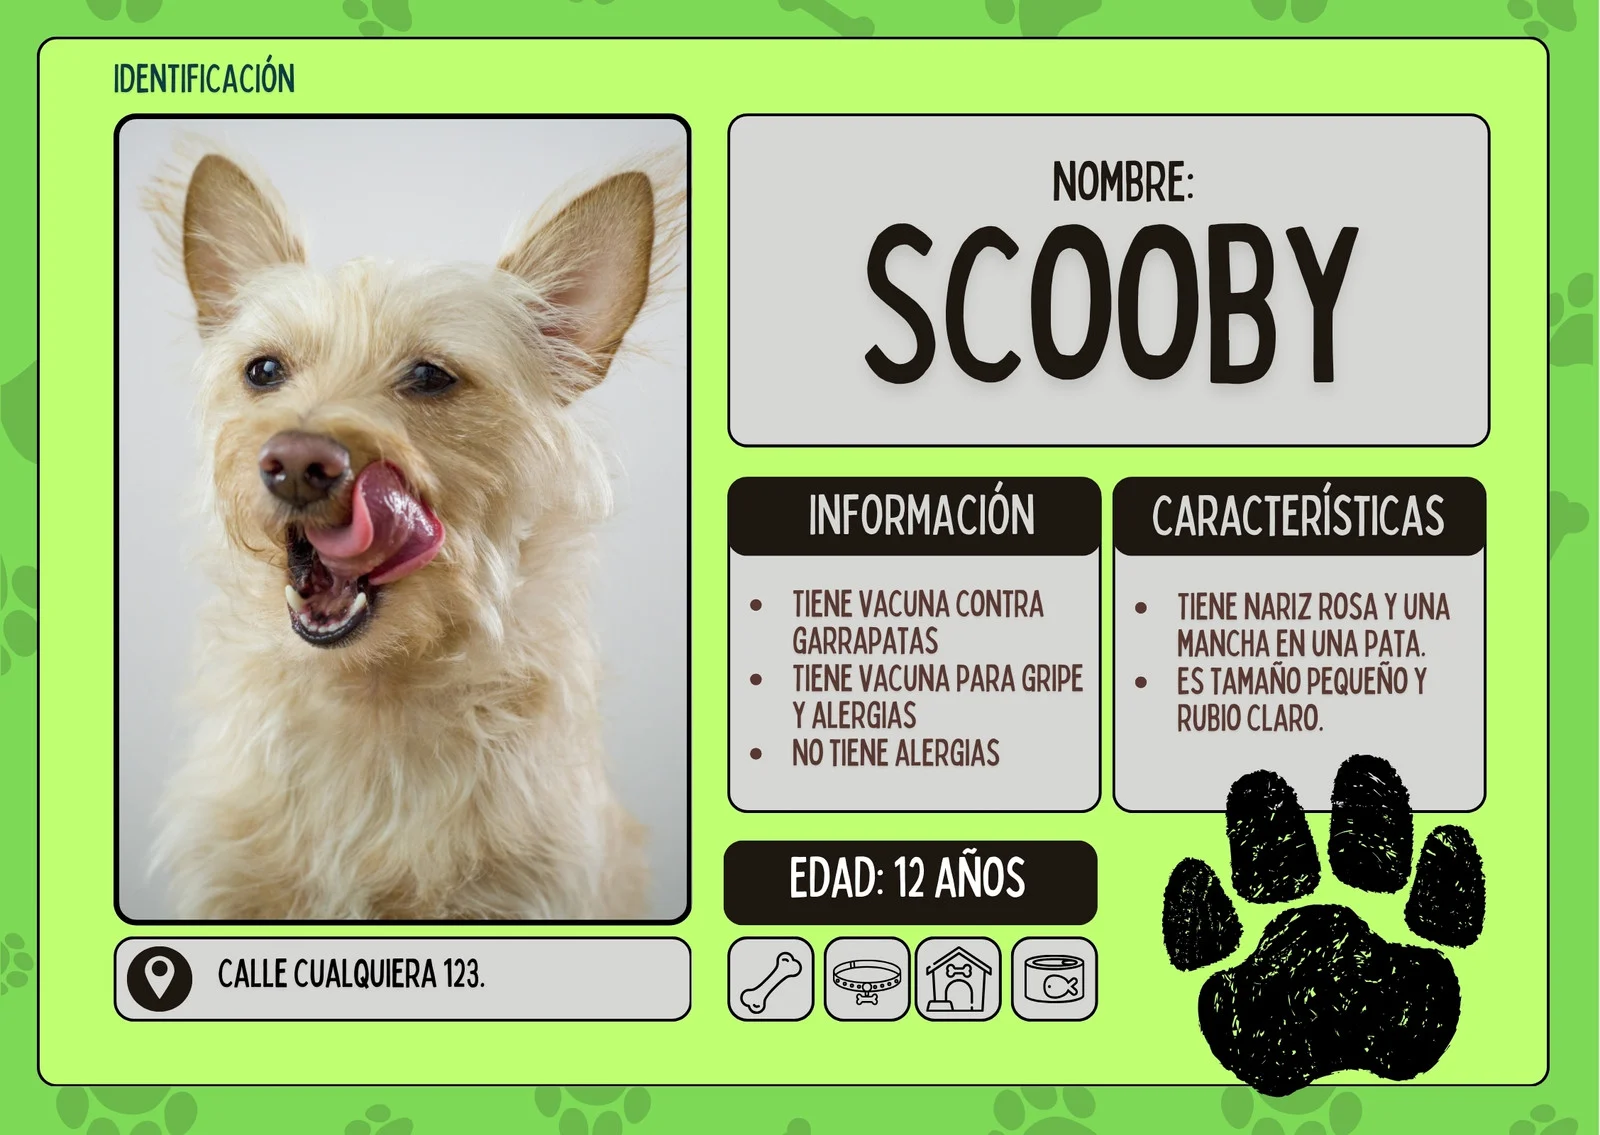 IDENTIFICACIÓN
NOMBRE:
SCOOBY
INFORMACIÓN
• TIENE VACUNA CONTRA
GARRAPATAS
• TIENE VACUNA PARA GRIPE
Y ALERGIAS
• NO TIENE ALERGIAS
CARACTERÍSTICAS
• TIENE NARIZ ROSA Y UNA
MANCHA EN UNA PATA.
• ES TAMAÑO PEQUEÑO Y
RUBIO CLARO.
EDAD: 12 AÑOS
CALLE CUALQUIERA 123.